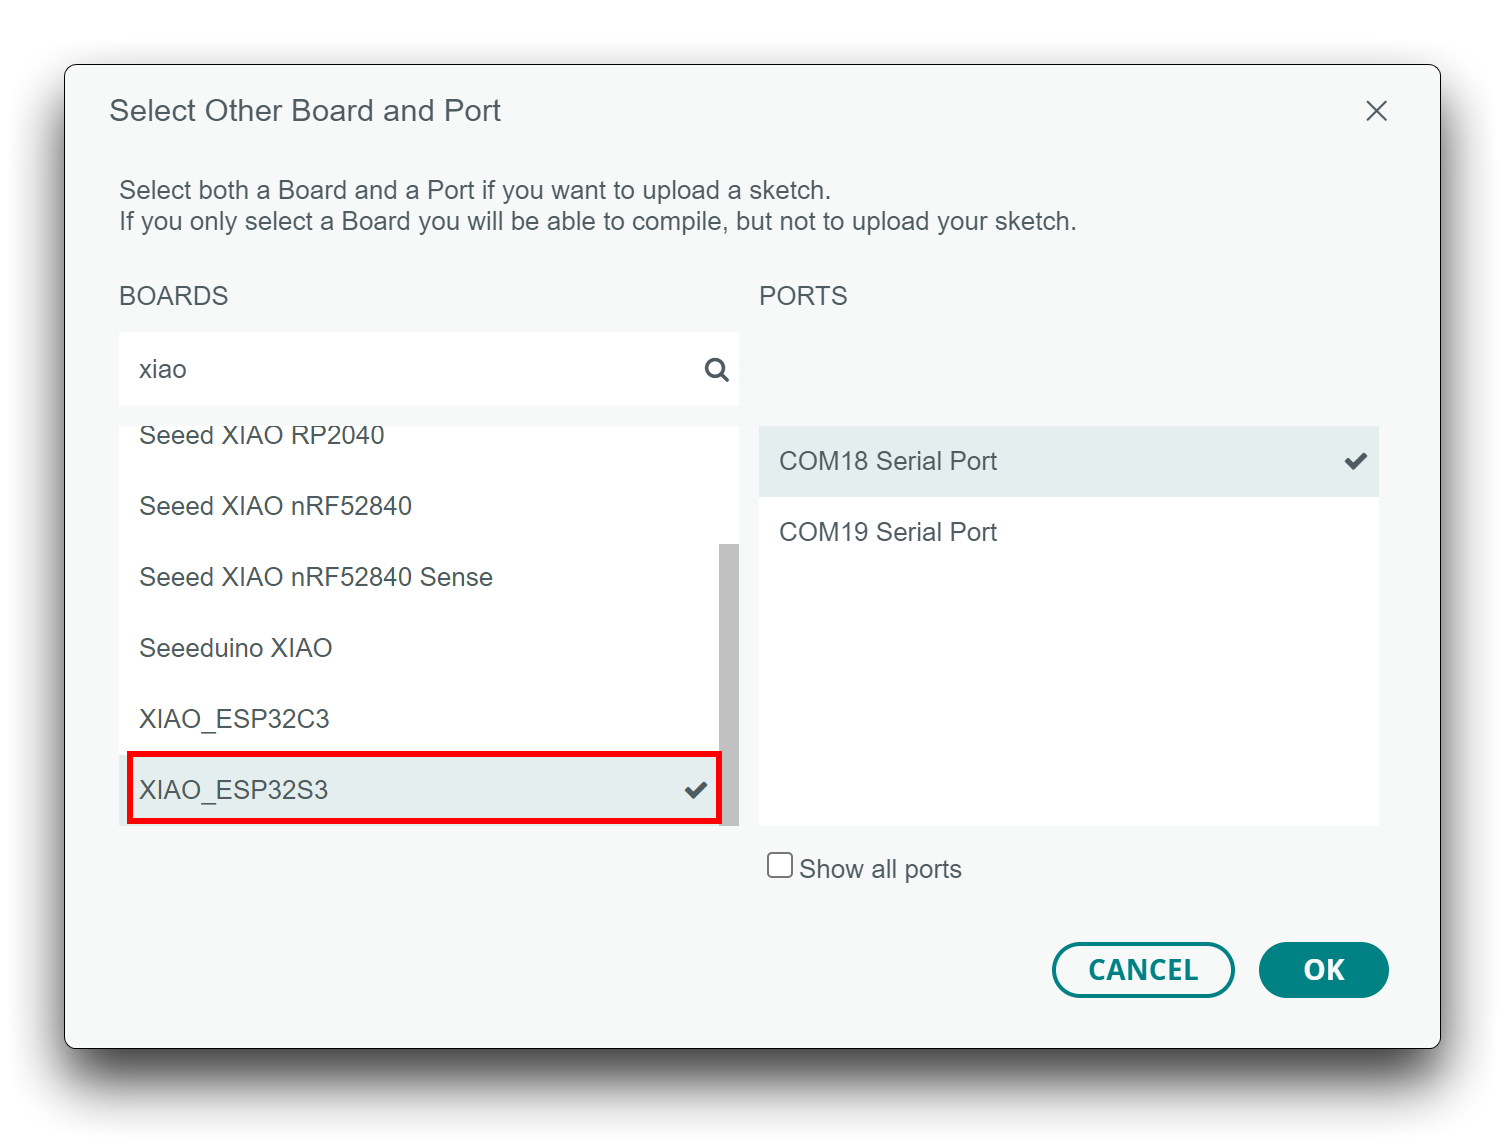 Select Other Board and Port
Select both a Board and a Port if you want to upload a sketch.
If you only select a Board you will be able to compile, but not to upload your sketch.
BOARDS
xiao
Seeed XIAO RP2040
Seeed XIAO nRF52840
Seeed XIAO nRF52840 Sense
Seeeduino XIAO
XIAO_ESP32C3
XIAO_ESP32S3
PORTS
COM18 Serial Port
COM19 Serial Port
Show all ports
CANCEL
OK